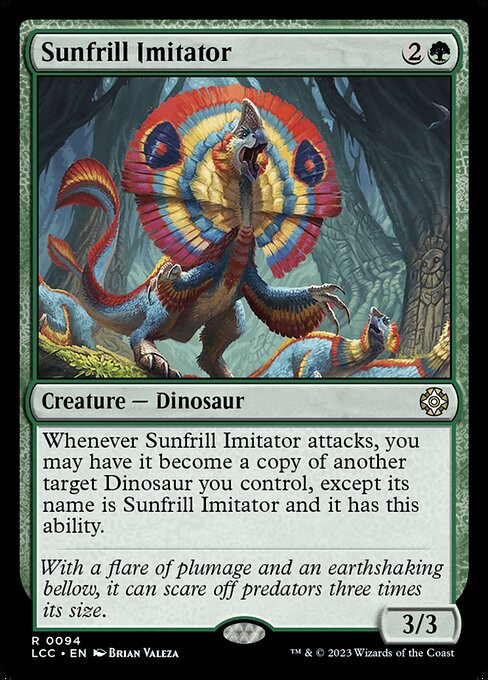 Sunfrill Imitator 2
Creature — Dinosaur
Whenever Sunfrill Imitator attacks, you
may have it become a copy of another
target Dinosaur you control, except its
name is Sunfrill Imitator and it has this
ability.
With a flare of plumage and an earthshaking
bellow, it can scare off predators three times
its size.
3/3
R 0094
LCC • EN BRIAN VALEZA
™ & © 2023 Wizards of the Coast